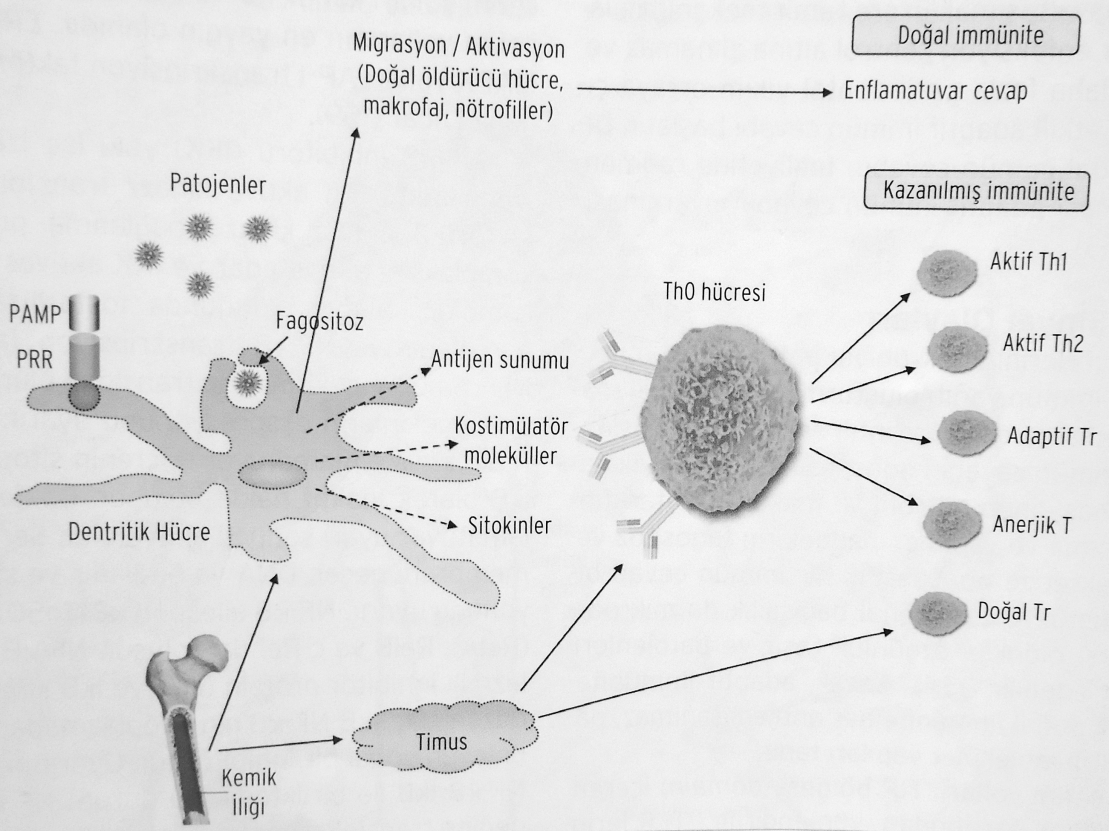 Migrasyon / Aktivasyon
(Doğal öldürücü hücre,
makrofaj, nötrofiller)
Doğal immünite
Enflamatuvar cevap
Kazanılmış immünite
Patojenler
PAMP
PRR
Fagositoz
Antijen sunumu
Kostimülatör
moleküller
Sitokinler
Dentritik Hücre
Th0 hücresi
Aktif Th1
Aktif Th2
Adaptif Tr
Anerjik T
Doğal Tr
Timus
Kemik
İliği